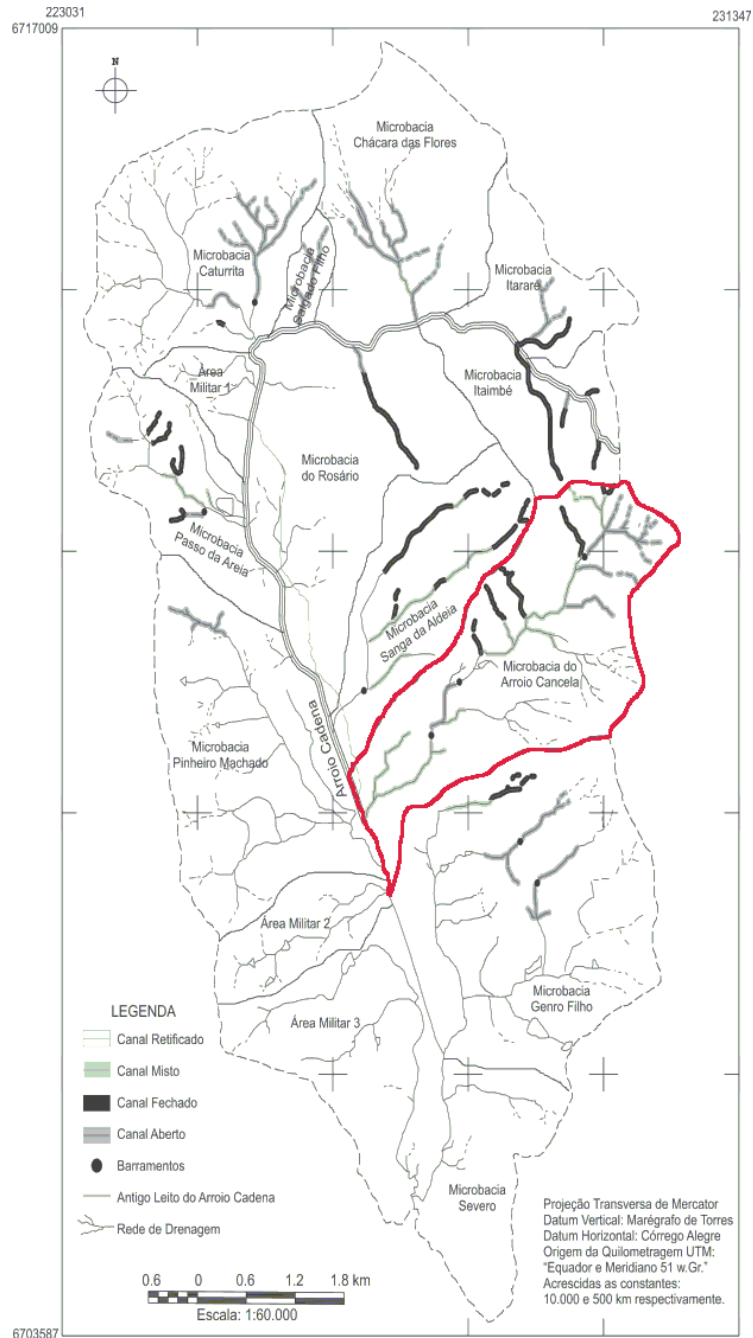 223031
231347
6717009
N
Microbacia
Chácara das Flores
Microbacia
Caturrita
Microbacia
Salgado Filho
Microbacia
Itararé
Área
Militar 1
Microbacia
Itaimbé
Microbacia
do Rosário
Microbacia
Passo da Areia
Microbacia
Sanga da Aldeia
Microbacia do
Arroio Cancela
Arroio Cadena
Microbacia
Pinheiro Machado
Área Militar 2
Microbacia
Genro Filho
Área Militar 3
LEGENDA
Canal Retificado
Canal Misto
Canal Fechado
Canal Aberto
Barramentos
Antigo Leito do Arroio Cadena
Rede de Drenagem
Microbacia
Severo
Projeção Transversa de Mercator
Datum Vertical: Marégrafo de Torres
Datum Horizontal: Córrego Alegre
Origem da Quilometragem UTM:
"Equador e Meridiano 51 w.Gr."
Acrescidas as constantes:
10.000 e 500 km respectivamente.
0.6 0 0.6 1.2 1.8 km
Escala: 1:60.000
6703587